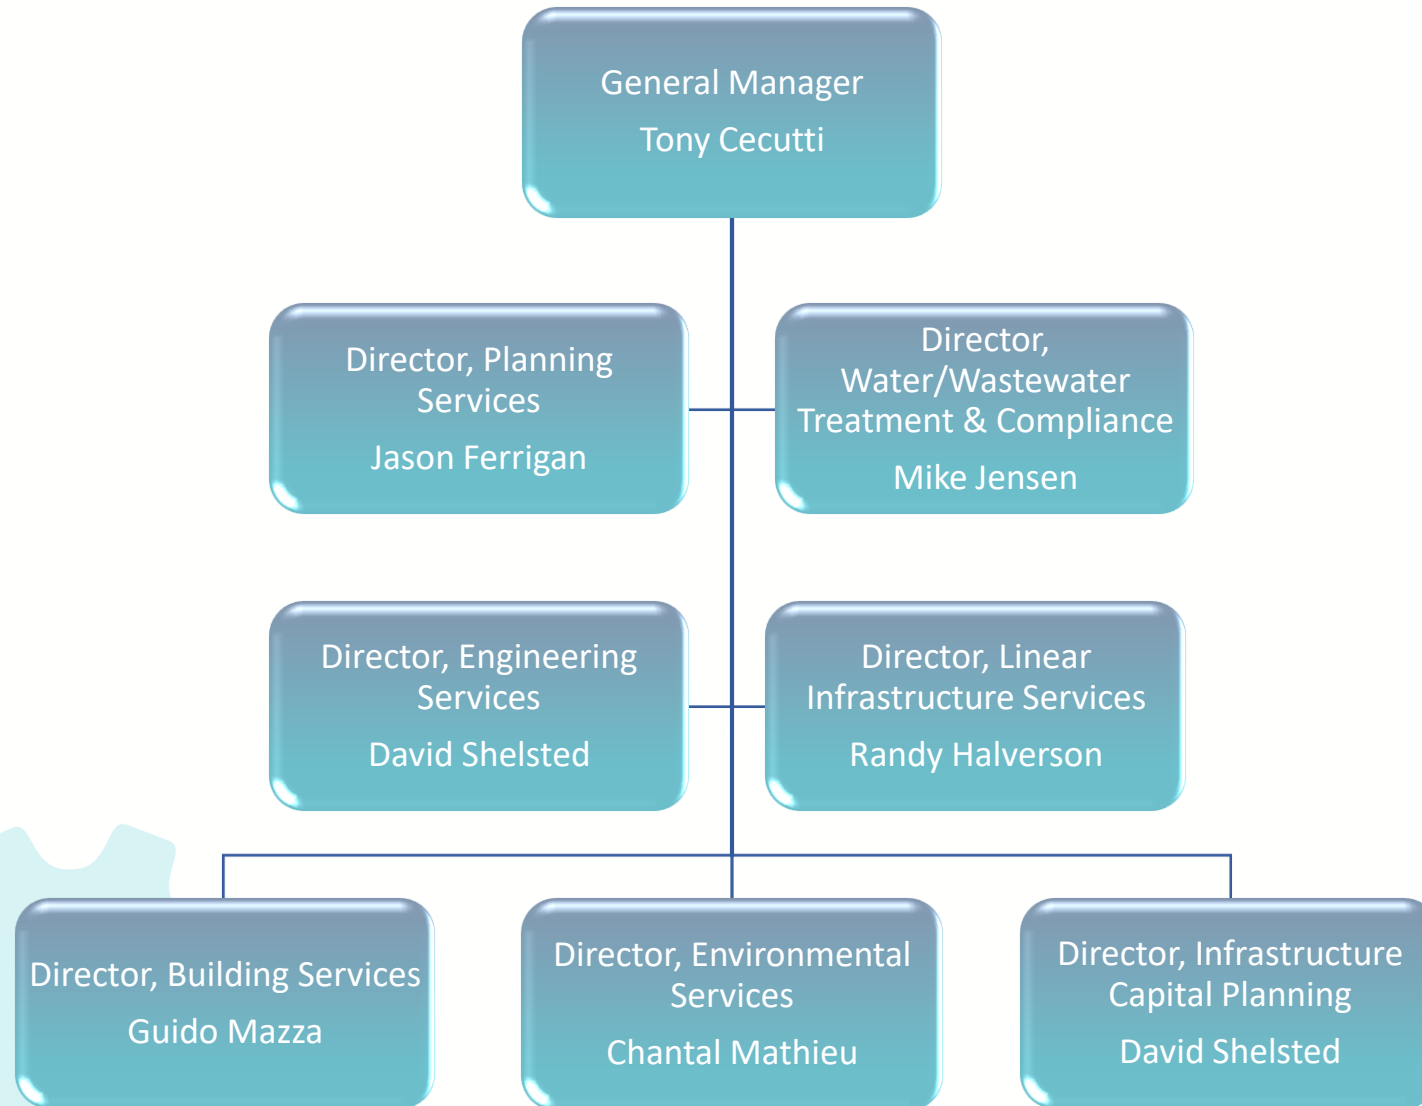 General Manager
Tony Cecutti
Director, Planning
Services
Jason Ferrigan
Director,
Water/Wastewater
Treatment & Compliance
Mike Jensen
Director, Engineering
Services
David Shelsted
Director, Linear
Infrastructure Services
Randy Halverson
Director, Building Services
Guido Mazza
Director, Environmental
Services
Chantal Mathieu
Director, Infrastructure
Capital Planning
David Shelsted